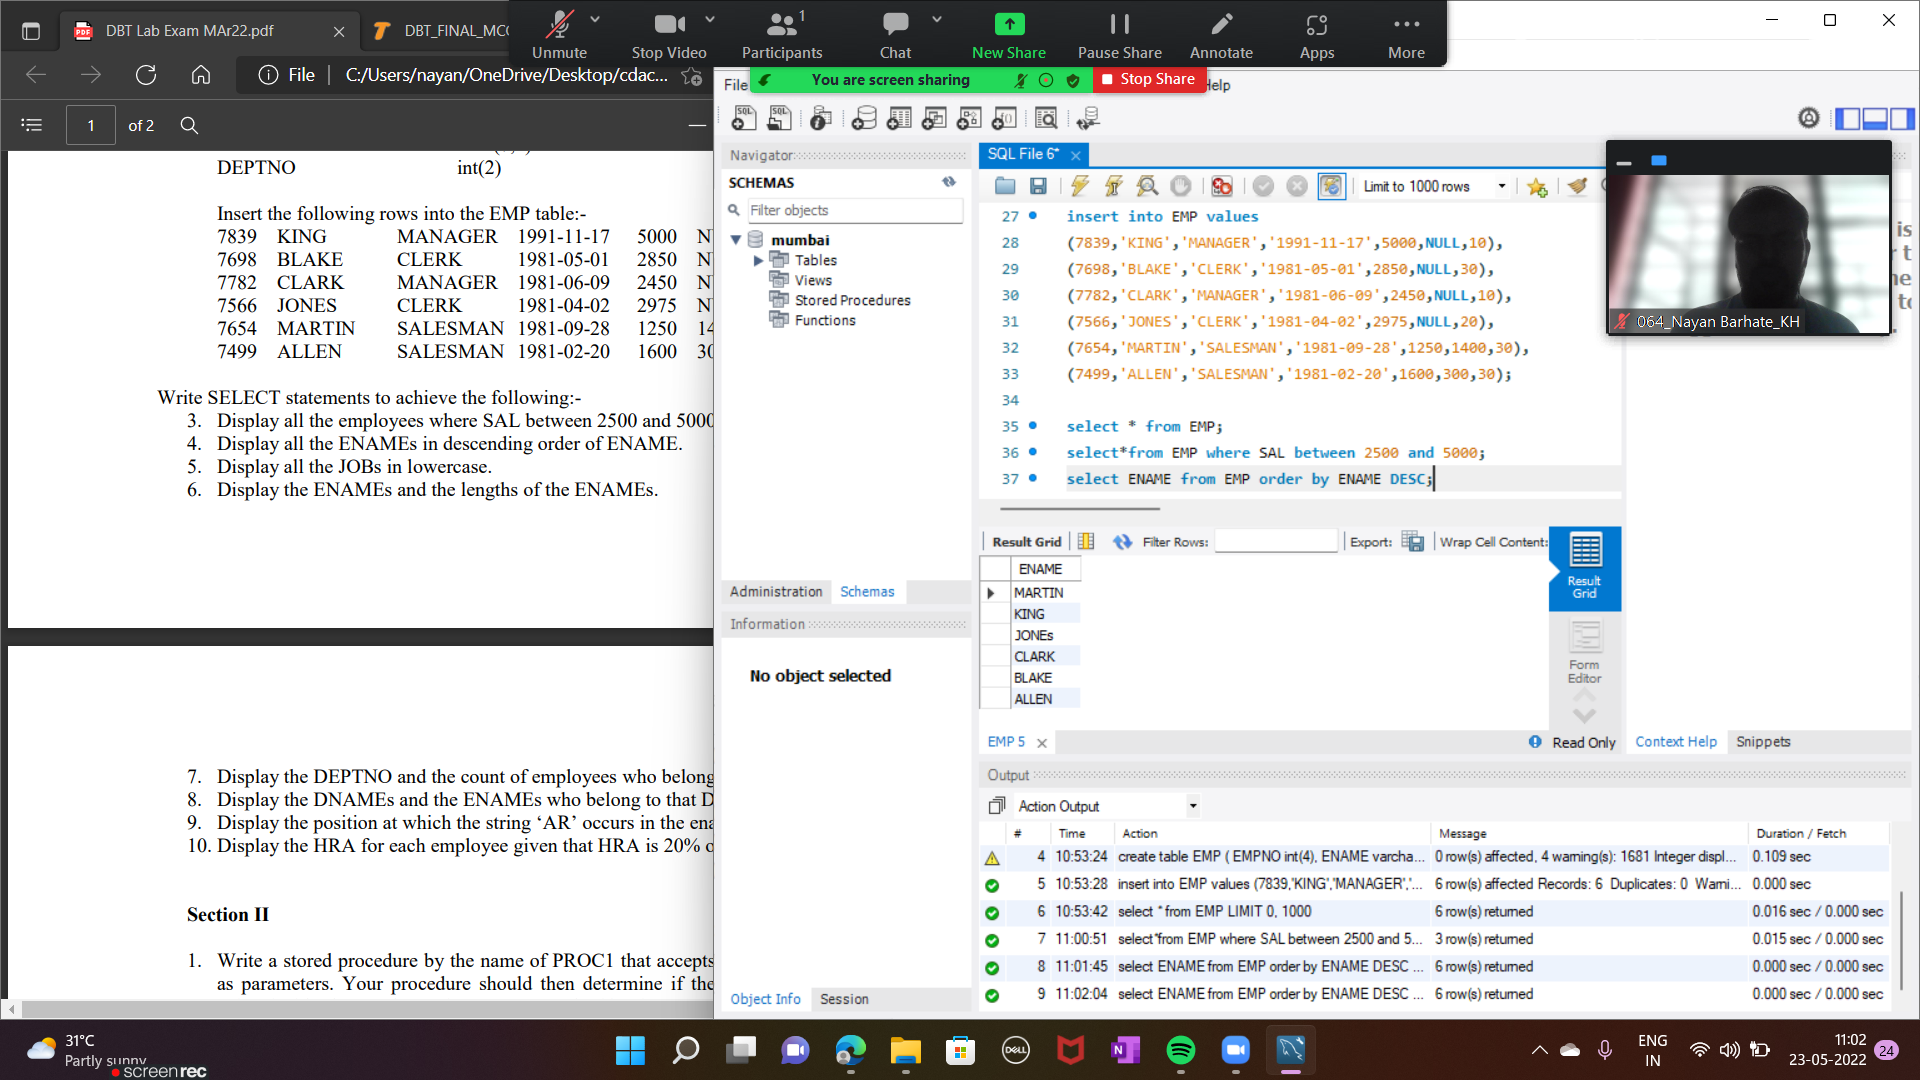 DBT Lab Exam MAr22.pdf
DBT_FINAL_MC
File
C:/Users/nayan/OneDrive/Desktop/cdac...
1 of 2
Unmute
Stop Video
Participants 1
Chat
New Share
Pause Share
Annotate
Apps
More
You are screen sharing
Stop Share
File
Help
DEPTNO int(2)
Insert the following rows into the EMP table:-
7839 KING MANAGER 1991-11-17 5000 N
7698 BLAKE CLERK 1981-05-01 2850 N
7782 CLARK MANAGER 1981-06-09 2450 N
7566 JONES CLERK 1981-04-02 2975 N
7654 MARTIN SALESMAN 1981-09-28 1250 14
7499 ALLEN SALESMAN 1981-02-20 1600 30
Write SELECT statements to achieve the following:-
3. Display all the employees where SAL between 2500 and 5000
4. Display all the ENAMEs in descending order of ENAME.
5. Display all the JOBs in lowercase.
6. Display the ENAMEs and the lengths of the ENAMEs.
7. Display the DEPTNO and the count of employees who belong
8. Display the DNAMEs and the ENAMEs who belong to that D
9. Display the position at which the string ‘AR’ occurs in the ena
10. Display the HRA for each employee given that HRA is 20% o
Section II
1. Write a stored procedure by the name of PROC1 that accepts
as parameters. Your procedure should then determine if the
Navigator
SCHEMAS
Filter objects
mumbai
Tables
Views
Stored Procedures
Functions
Administration
Schemas
Information
No object selected
Object Info
Session
SQL File 6*
Limit to 1000 rows
27 insert into EMP values
28 (7839,'KING','MANAGER','1991-11-17',5000,NULL,10),
29 (7698,'BLAKE','CLERK','1981-05-01',2850,NULL,30),
30 (7782,'CLARK','MANAGER','1981-06-09',2450,NULL,10),
31 (7566,'JONEs','CLERK','1981-04-02',2975,NULL,20),
32 (7654,'MARTIN','SALESMAN','1981-09-28',1250,1400,30),
33 (7499,'ALLEN','SALESMAN','1981-02-20',1600,300,30);
34
35 select * from EMP;
36 select*from EMP where SAL between 2500 and 5000;
37 select ENAME from EMP order by ENAME DESC;
064_Nayan Barhate_KH
Result Grid
Filter Rows:
Export:
Wrap Cell Content:
ENAME
MARTIN
KING
JONEs
CLARK
BLAKE
ALLEN
Result Grid
Form Editor
EMP 5
Read Only
Context Help
Snippets
Output
Action Output
# Time Action Message Duration / Fetch
4 10:53:24 create table EMP ( EMPNO int(4), ENAME varcha... 0 row(s) affected, 4 warning(s): 1681 Integer displ... 0.109 sec
5 10:53:28 insert into EMP values (7839,'KING','MANAGER','... 6 row(s) affected Records: 6 Duplicates: 0 Warni... 0.000 sec
6 10:53:42 select * from EMP LIMIT 0, 1000 6 row(s) returned 0.016 sec / 0.000 sec
7 11:00:51 select*from EMP where SAL between 2500 and 5... 3 row(s) returned 0.015 sec / 0.000 sec
8 11:01:45 select ENAME from EMP order by ENAME DESC ... 6 row(s) returned 0.000 sec / 0.000 sec
9 11:02:04 select ENAME from EMP order by ENAME DESC ... 6 row(s) returned 0.000 sec / 0.000 sec
31°C
Partly sunny
screenrec
DELL
ENG
IN
11:02
23-05-2022
24